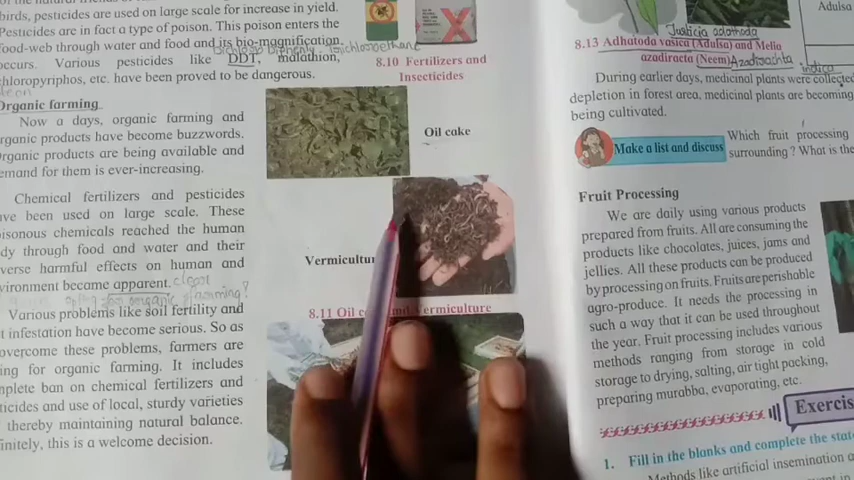 birds, pesticides are used on large scale for increase in yield.
Pesticides are in fact a type of poison. This poison enters the
food-web through water and food and its bio-magnification
occurs. Various pesticides like DDT, malathion,
chloropyriphos, etc. have been proved to be dangerous.
Organic farming
Now a days, organic farming and
organic products have become buzzwords.
Organic products are being available and
demand for them is ever-increasing.
Chemical fertilizers and pesticides
have been used on large scale. These
poisonous chemicals reached the human
body through food and water and their
adverse harmful effects on human and
environment became apparent. clear
for organic farming?
Various problems like soil fertility and
infestation have become serious. So as
overcome these problems, farmers are
for organic farming. It includes
complete ban on chemical fertilizers and
pesticides and use of local, sturdy varieties
thereby maintaining natural balance.
Definitely, this is a welcome decision.
8.10 Fertilizers and
Insecticides
Oil cake
Vermicultu
8.11 Oil cake and vermiculture
Justicia adathoda
8.13 Adhatoda vasica (Adulsa) and Melia
azadiracta (Neem) Azadirachta indica
Adulsa
During earlier days, medicinal plants were collected
depletion in forest area, medicinal plants are becoming
being cultivated.
Make a list and discuss
Which fruit processing
surrounding ? What is the
Fruit Processing
We are daily using various products
prepared from fruits. All are consuming the
products like chocolates, juices, jams and
jellies. All these products can be produced
by processing on fruits. Fruits are perishable
agro-produce. It needs the processing in
such a way that it can be used throughout
the year. Fruit processing includes various
methods ranging from storage in cold
storage to drying, salting, air tight packing,
preparing murabba, evaporating, etc.
Exercis
1. Fill in the blanks and complete the state
Methods like artificial insemination a